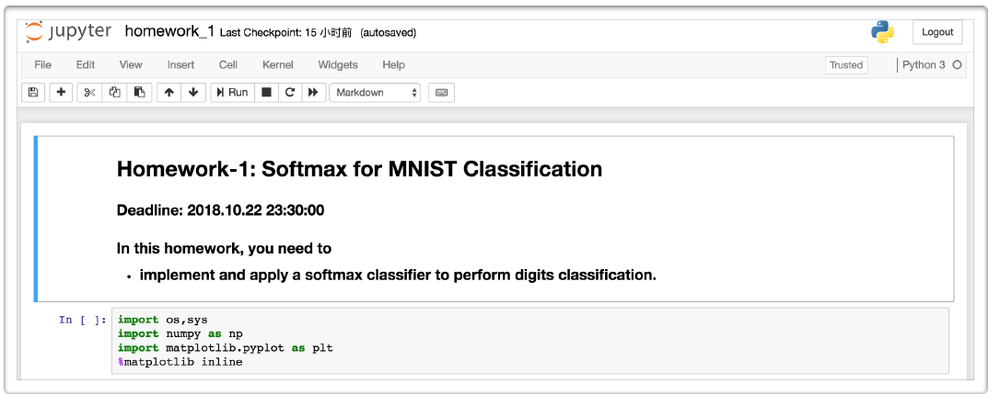 jupyter homework_1 Last Checkpoint: 15 小时前 (autosaved) Logout
File Edit View Insert Cell Kernel Widgets Help Trusted Python 3
Run Markdown
Homework-1: Softmax for MNIST Classification
Deadline: 2018.10.22 23:30:00
In this homework, you need to
• implement and apply a softmax classifier to perform digits classification.
In [ ]: import os,sys
import numpy as np
import matplotlib.pyplot as plt
%matplotlib inline